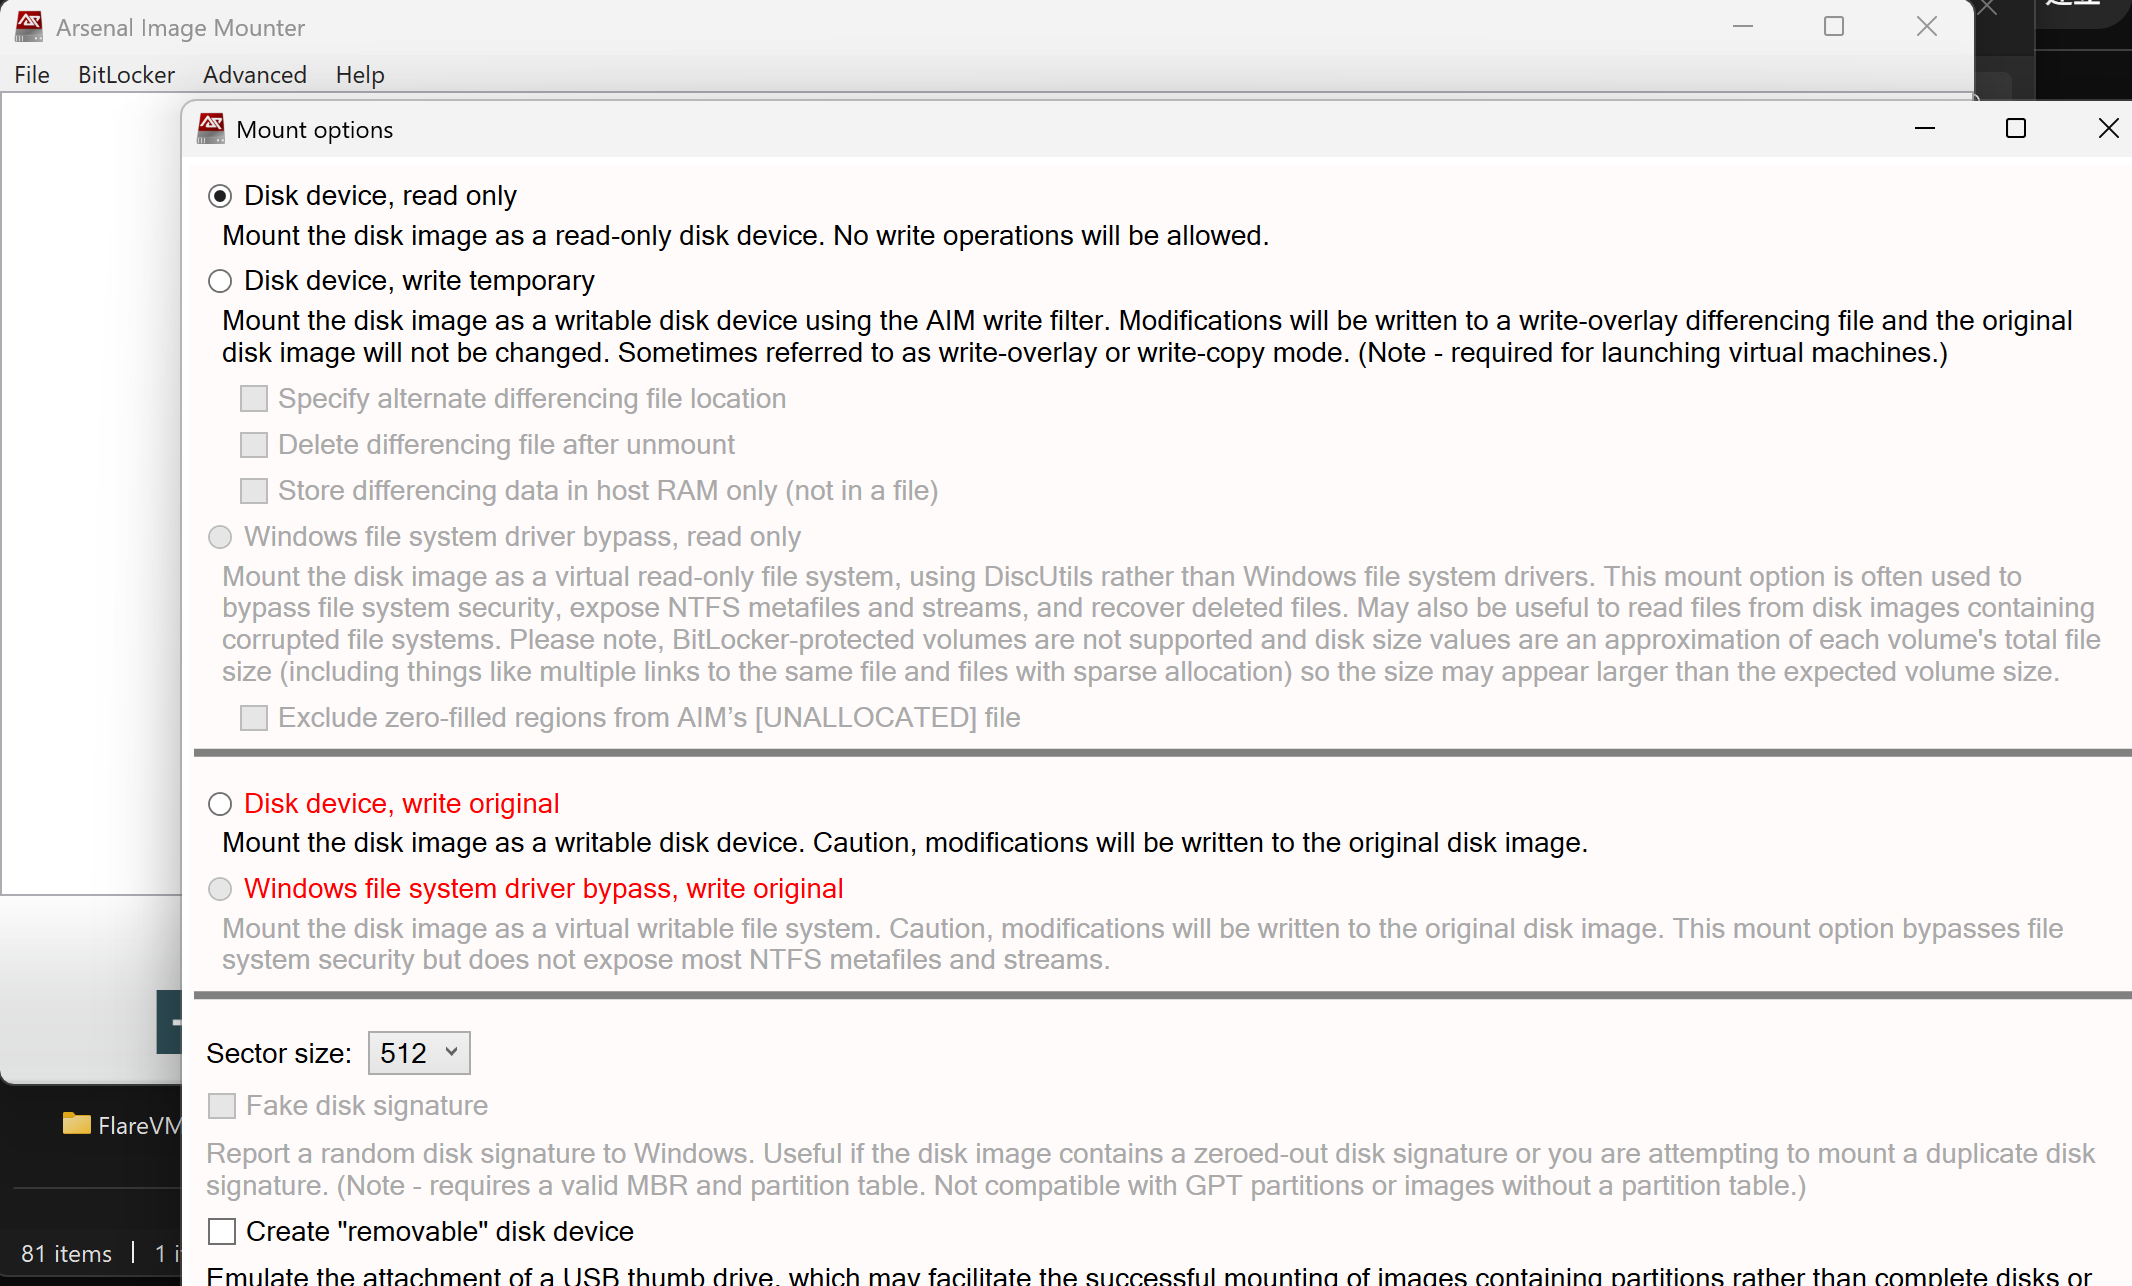 Arsenal Image Mounter
File BitLocker Advanced Help
Mount options
Disk device, read only
Mount the disk image as a read-only disk device. No write operations will be allowed.
Disk device, write temporary
Mount the disk image as a writable disk device using the AIM write filter. Modifications will be written to a write-overlay differencing file and the original
disk image will not be changed. Sometimes referred to as write-overlay or write-copy mode. (Note - required for launching virtual machines.)
Specify alternate differencing file location
Delete differencing file after unmount
Store differencing data in host RAM only (not in a file)
Windows file system driver bypass, read only
Mount the disk image as a virtual read-only file system, using DiscUtils rather than Windows file system drivers. This mount option is often used to
bypass file system security, expose NTFS metafiles and streams, and recover deleted files. May also be useful to read files from disk images containing
corrupted file systems. Please note, BitLocker-protected volumes are not supported and disk size values are an approximation of each volume's total file
size (including things like multiple links to the same file and files with sparse allocation) so the size may appear larger than the expected volume size.
Exclude zero-filled regions from AIM’s [UNALLOCATED] file
Disk device, write original
Mount the disk image as a writable disk device. Caution, modifications will be written to the original disk image.
Windows file system driver bypass, write original
Mount the disk image as a virtual writable file system. Caution, modifications will be written to the original disk image. This mount option bypasses file
system security but does not expose most NTFS metafiles and streams.
Sector size: 512
Fake disk signature
FlareVM
Report a random disk signature to Windows. Useful if the disk image contains a zeroed-out disk signature or you are attempting to mount a duplicate disk
signature. (Note - requires a valid MBR and partition table. Not compatible with GPT partitions or images without a partition table.)
Create "removable" disk device
81 items | 1 i
Emulate the attachment of a USB thumb drive, which may facilitate the successful mounting of images containing partitions rather than complete disks or